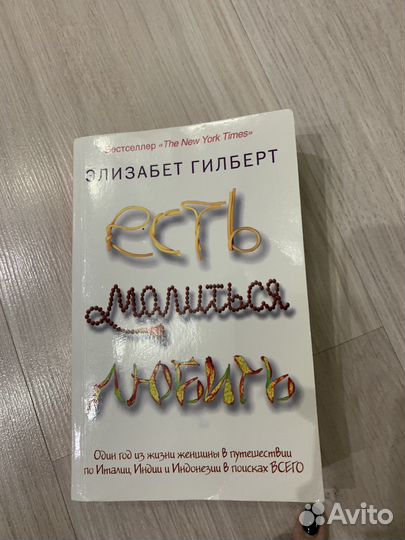 Бестселлер «The New York Times»
ЭЛИЗАБЕТ ГИЛБЕРТ
есть
молиться
любить
Один год из жизни женщины в путешествии
по Италии, Индии и Индонезии в поисках ВСЕГО
Avito